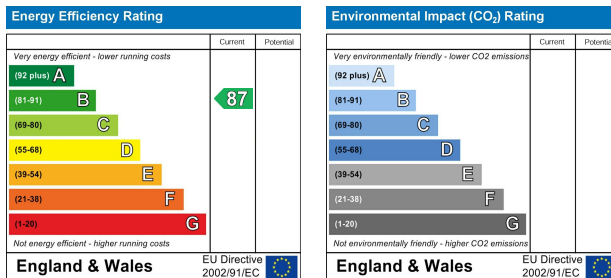 Energy Efficiency Rating
Current Potential
Very energy efficient - lower running costs
(92 plus) A
(81-91) B
87
(69-80) C
(55-68) D
(39-54) E
(21-38) F
(1-20) G
Not energy efficient - higher running costs
England & Wales
EU Directive
2002/91/EC
Environmental Impact (CO₂) Rating
Current Potential
Very environmentally friendly - lower CO2 emissions
(92 plus) A
(81-91) B
(69-80) C
(55-68) D
(39-54) E
(21-38) F
(1-20) G
Not environmentally friendly - higher CO2 emissions
England & Wales
EU Directive
2002/91/EC